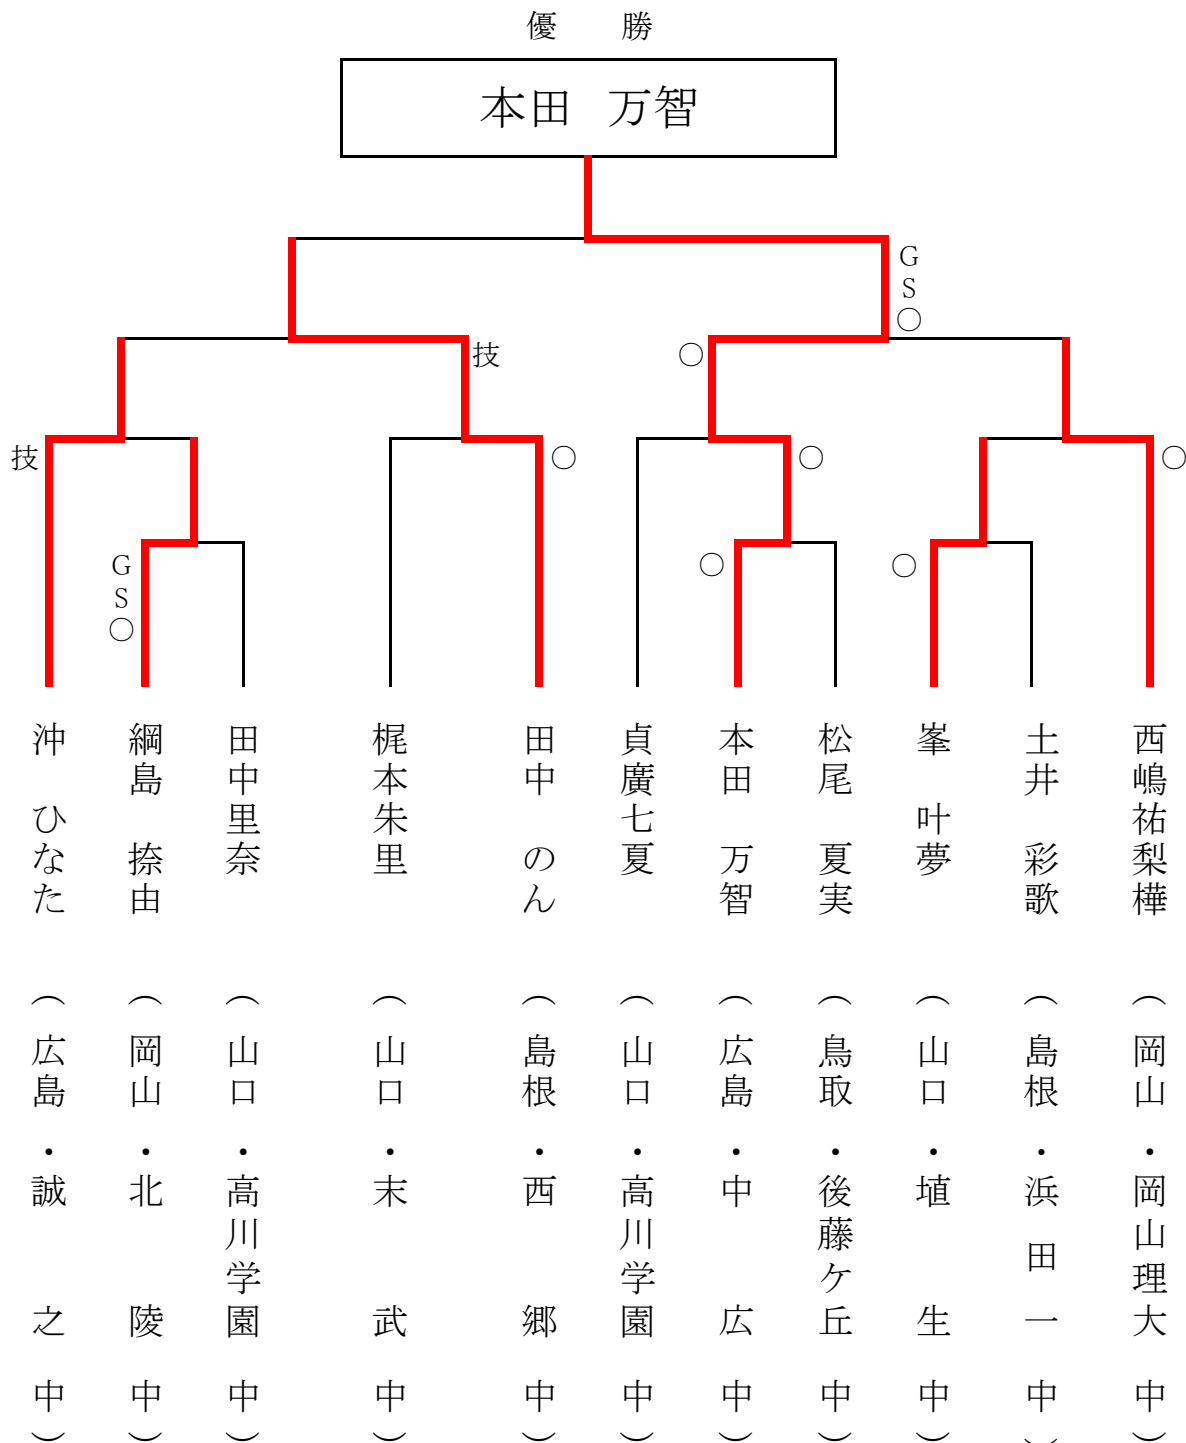 優 勝
本田 万智
GS○
技
○
技
○
○
○
GS○
○
○
沖 ひなた (広島・誠之中)
綱島 捺由 (岡山・北陵中)
田中里奈 (山口・高川学園中)
梶本朱里 (山口・末武中)
田中 のん (島根・西郷中)
貞廣七夏 (山口・高川学園中)
本田 万智 (広島・中広中)
松尾 夏実 (鳥取・後藤ケ丘中)
峯 叶夢 (山口・埴生中)
土井 彩歌 (島根・浜田一中)
西嶋祐梨樺 (岡山・岡山理大中)